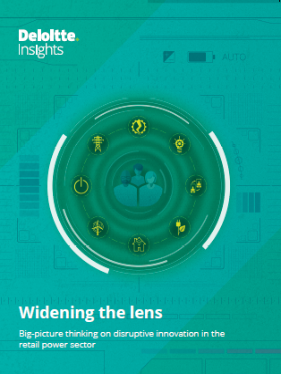 Deloitte.
Insights
AUTO
Widening the lens
Big-picture thinking on disruptive innovation in the
retail power sector